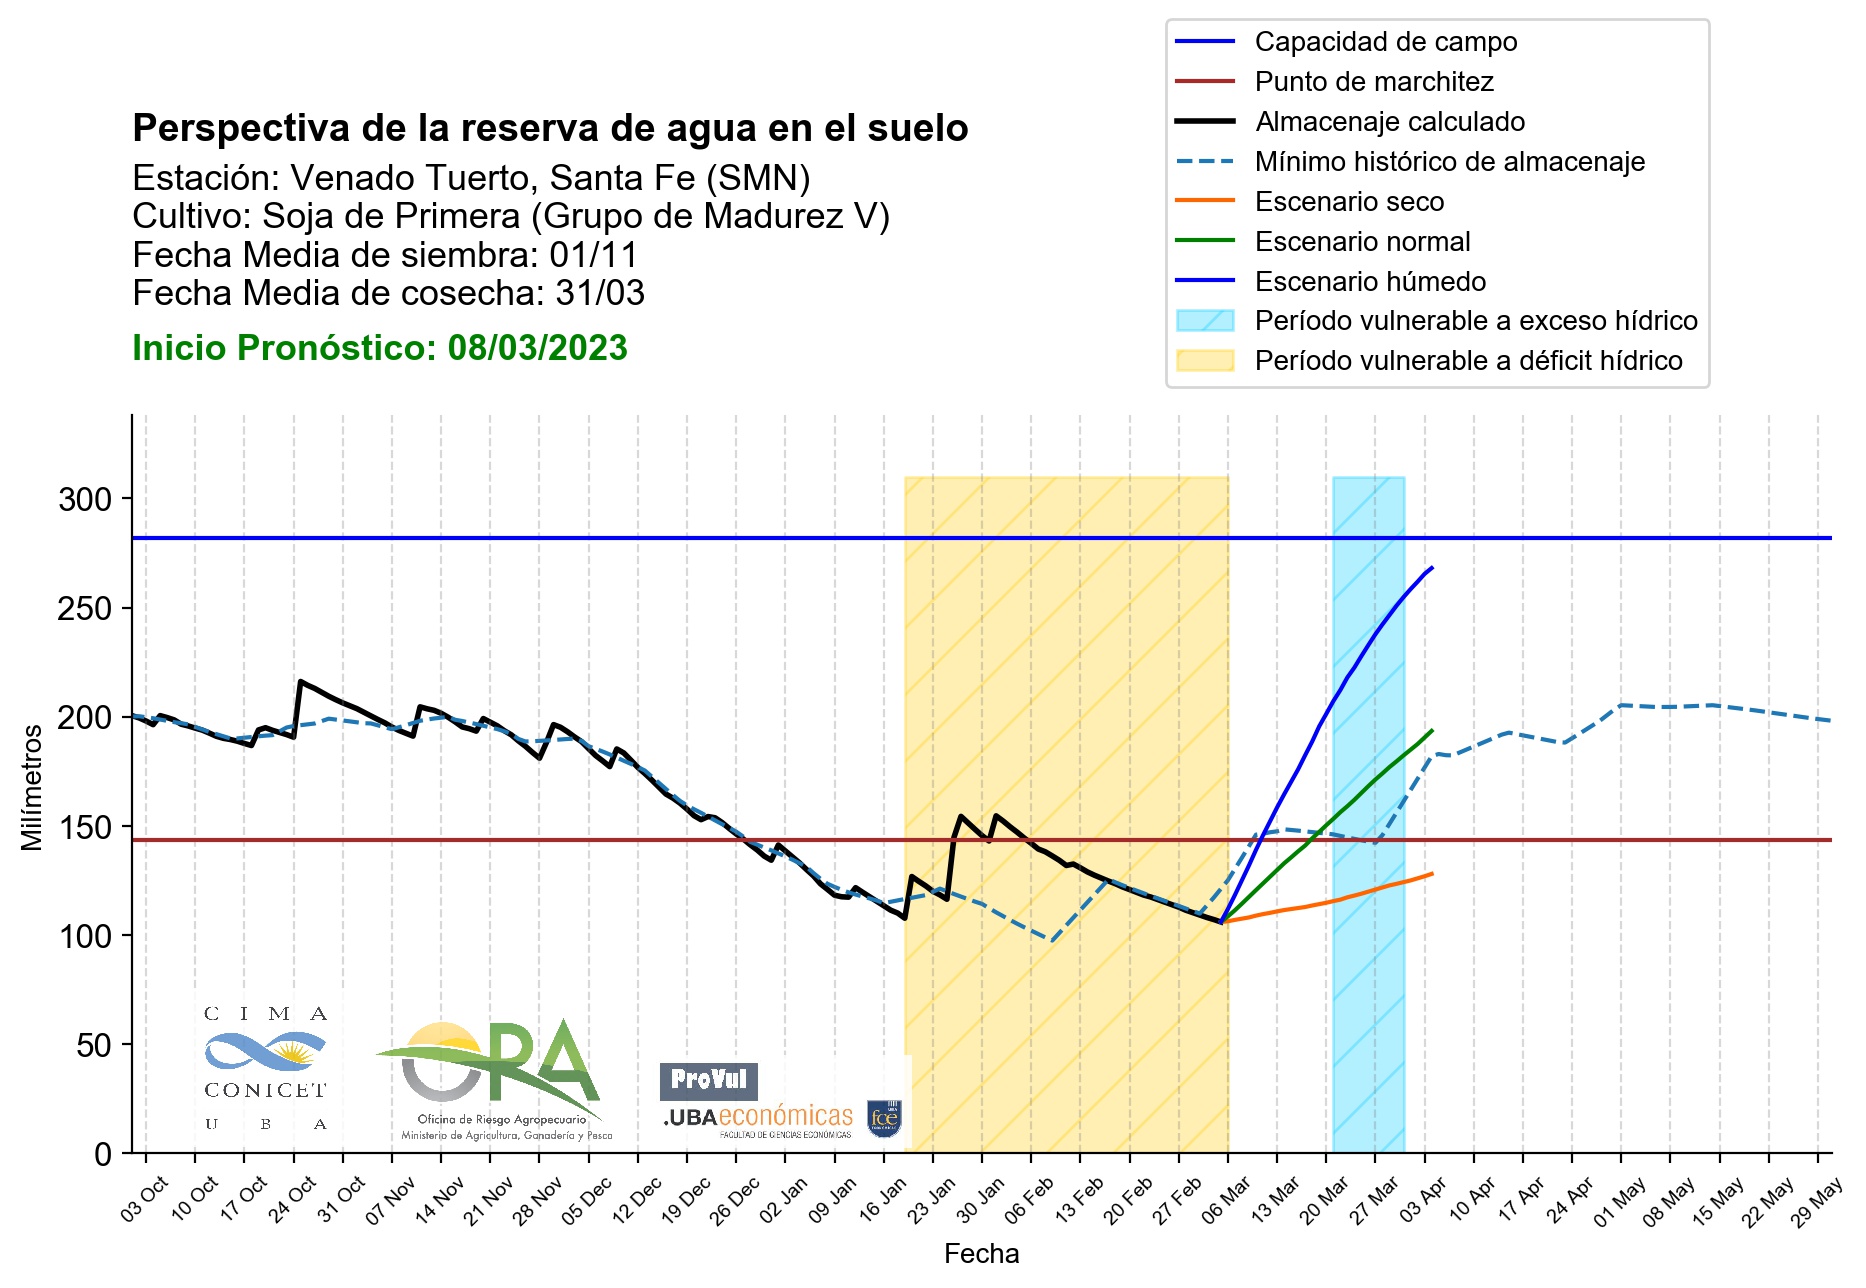 Capacidad de campo
Punto de marchitez
Almacenaje calculado
Mínimo histórico de almacenaje
Escenario seco
Escenario normal
Escenario húmedo
Período vulnerable a exceso hídrico
Período vulnerable a déficit hídrico
Perspectiva de la reserva de agua en el suelo
Estación: Venado Tuerto, Santa Fe (SMN)
Cultivo: Soja de Primera (Grupo de Madurez V)
Fecha Media de siembra: 01/11
Fecha Media de cosecha: 31/03
Inicio Pronóstico: 08/03/2023
300
250
200
150
100
50
0
Milímetros
CIMA
CONICET
UBA
ORA
Oficina de Riesgo Agropecuario
Ministerio de Agricultura, Ganadería y Pesca
ProVul
.UBAeconómicas
FACULTAD DE CIENCIAS ECONÓMICAS
fce
03 Oct 10 Oct 17 Oct 24 Oct 31 Oct 07 Nov 14 Nov 21 Nov 28 Nov 05 Dec 12 Dec 19 Dec 26 Dec 02 Jan 09 Jan 16 Jan 23 Jan 30 Jan 06 Feb 13 Feb 20 Feb 27 Feb 06 Mar 13 Mar 20 Mar 27 Mar 03 Apr 10 Apr 17 Apr 24 Apr 01 May 08 May 15 May 22 May 29 May
Fecha